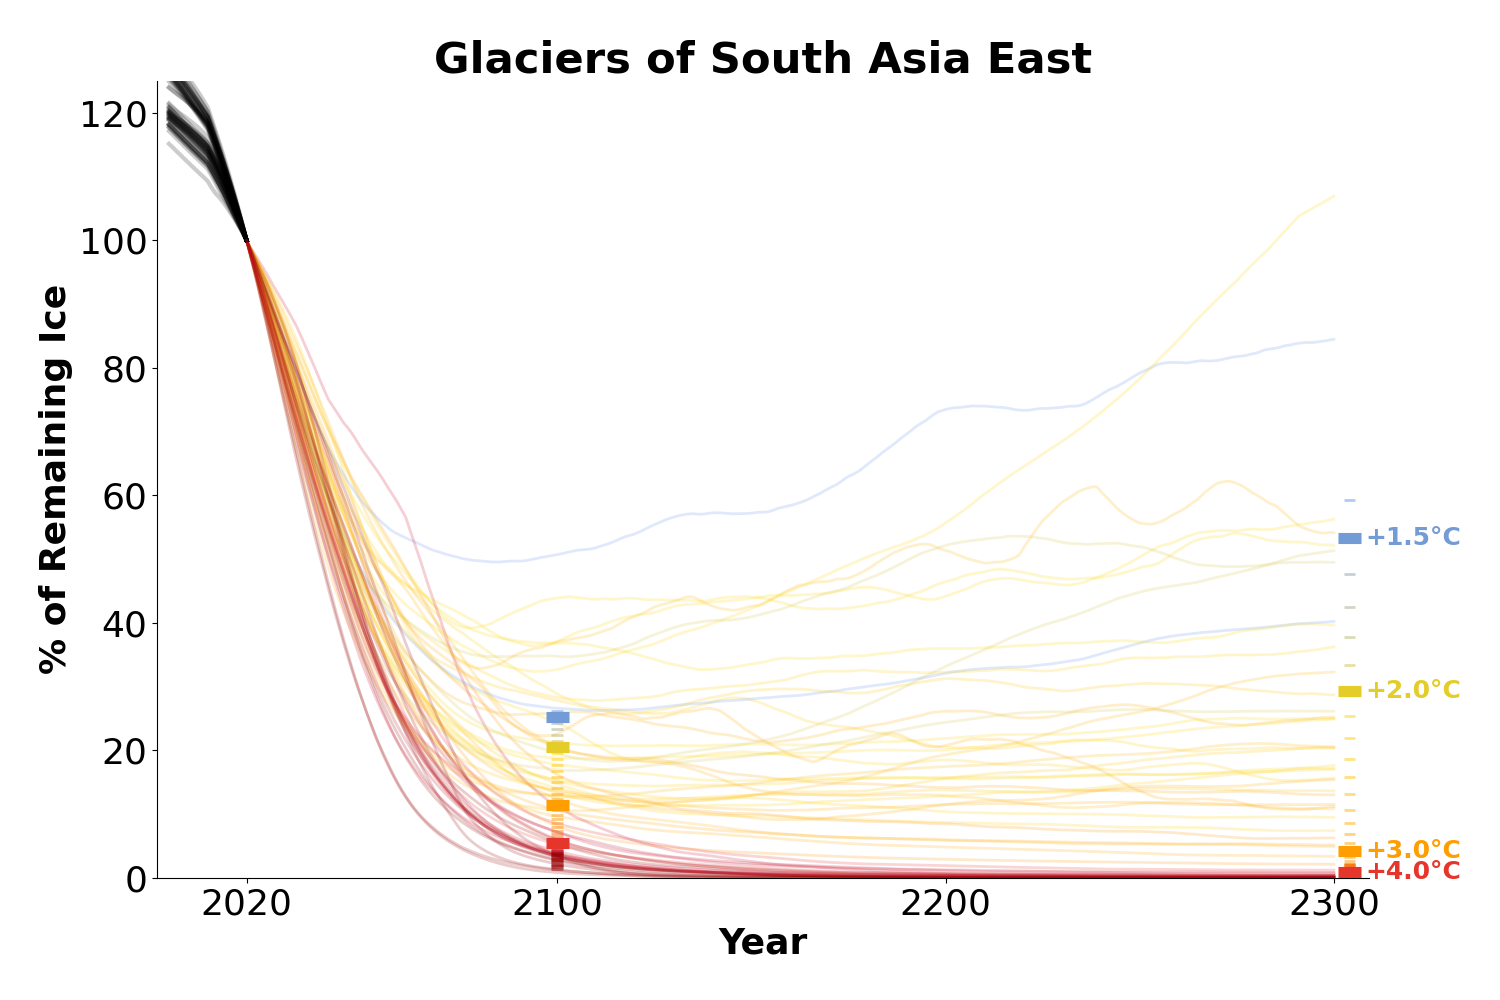 Glaciers of South Asia East
% of Remaining Ice
120
100
80
60
40
20
0
+1.5°C
+2.0°C
+3.0°C
+4.0°C
2020
2100
2200
2300
Year